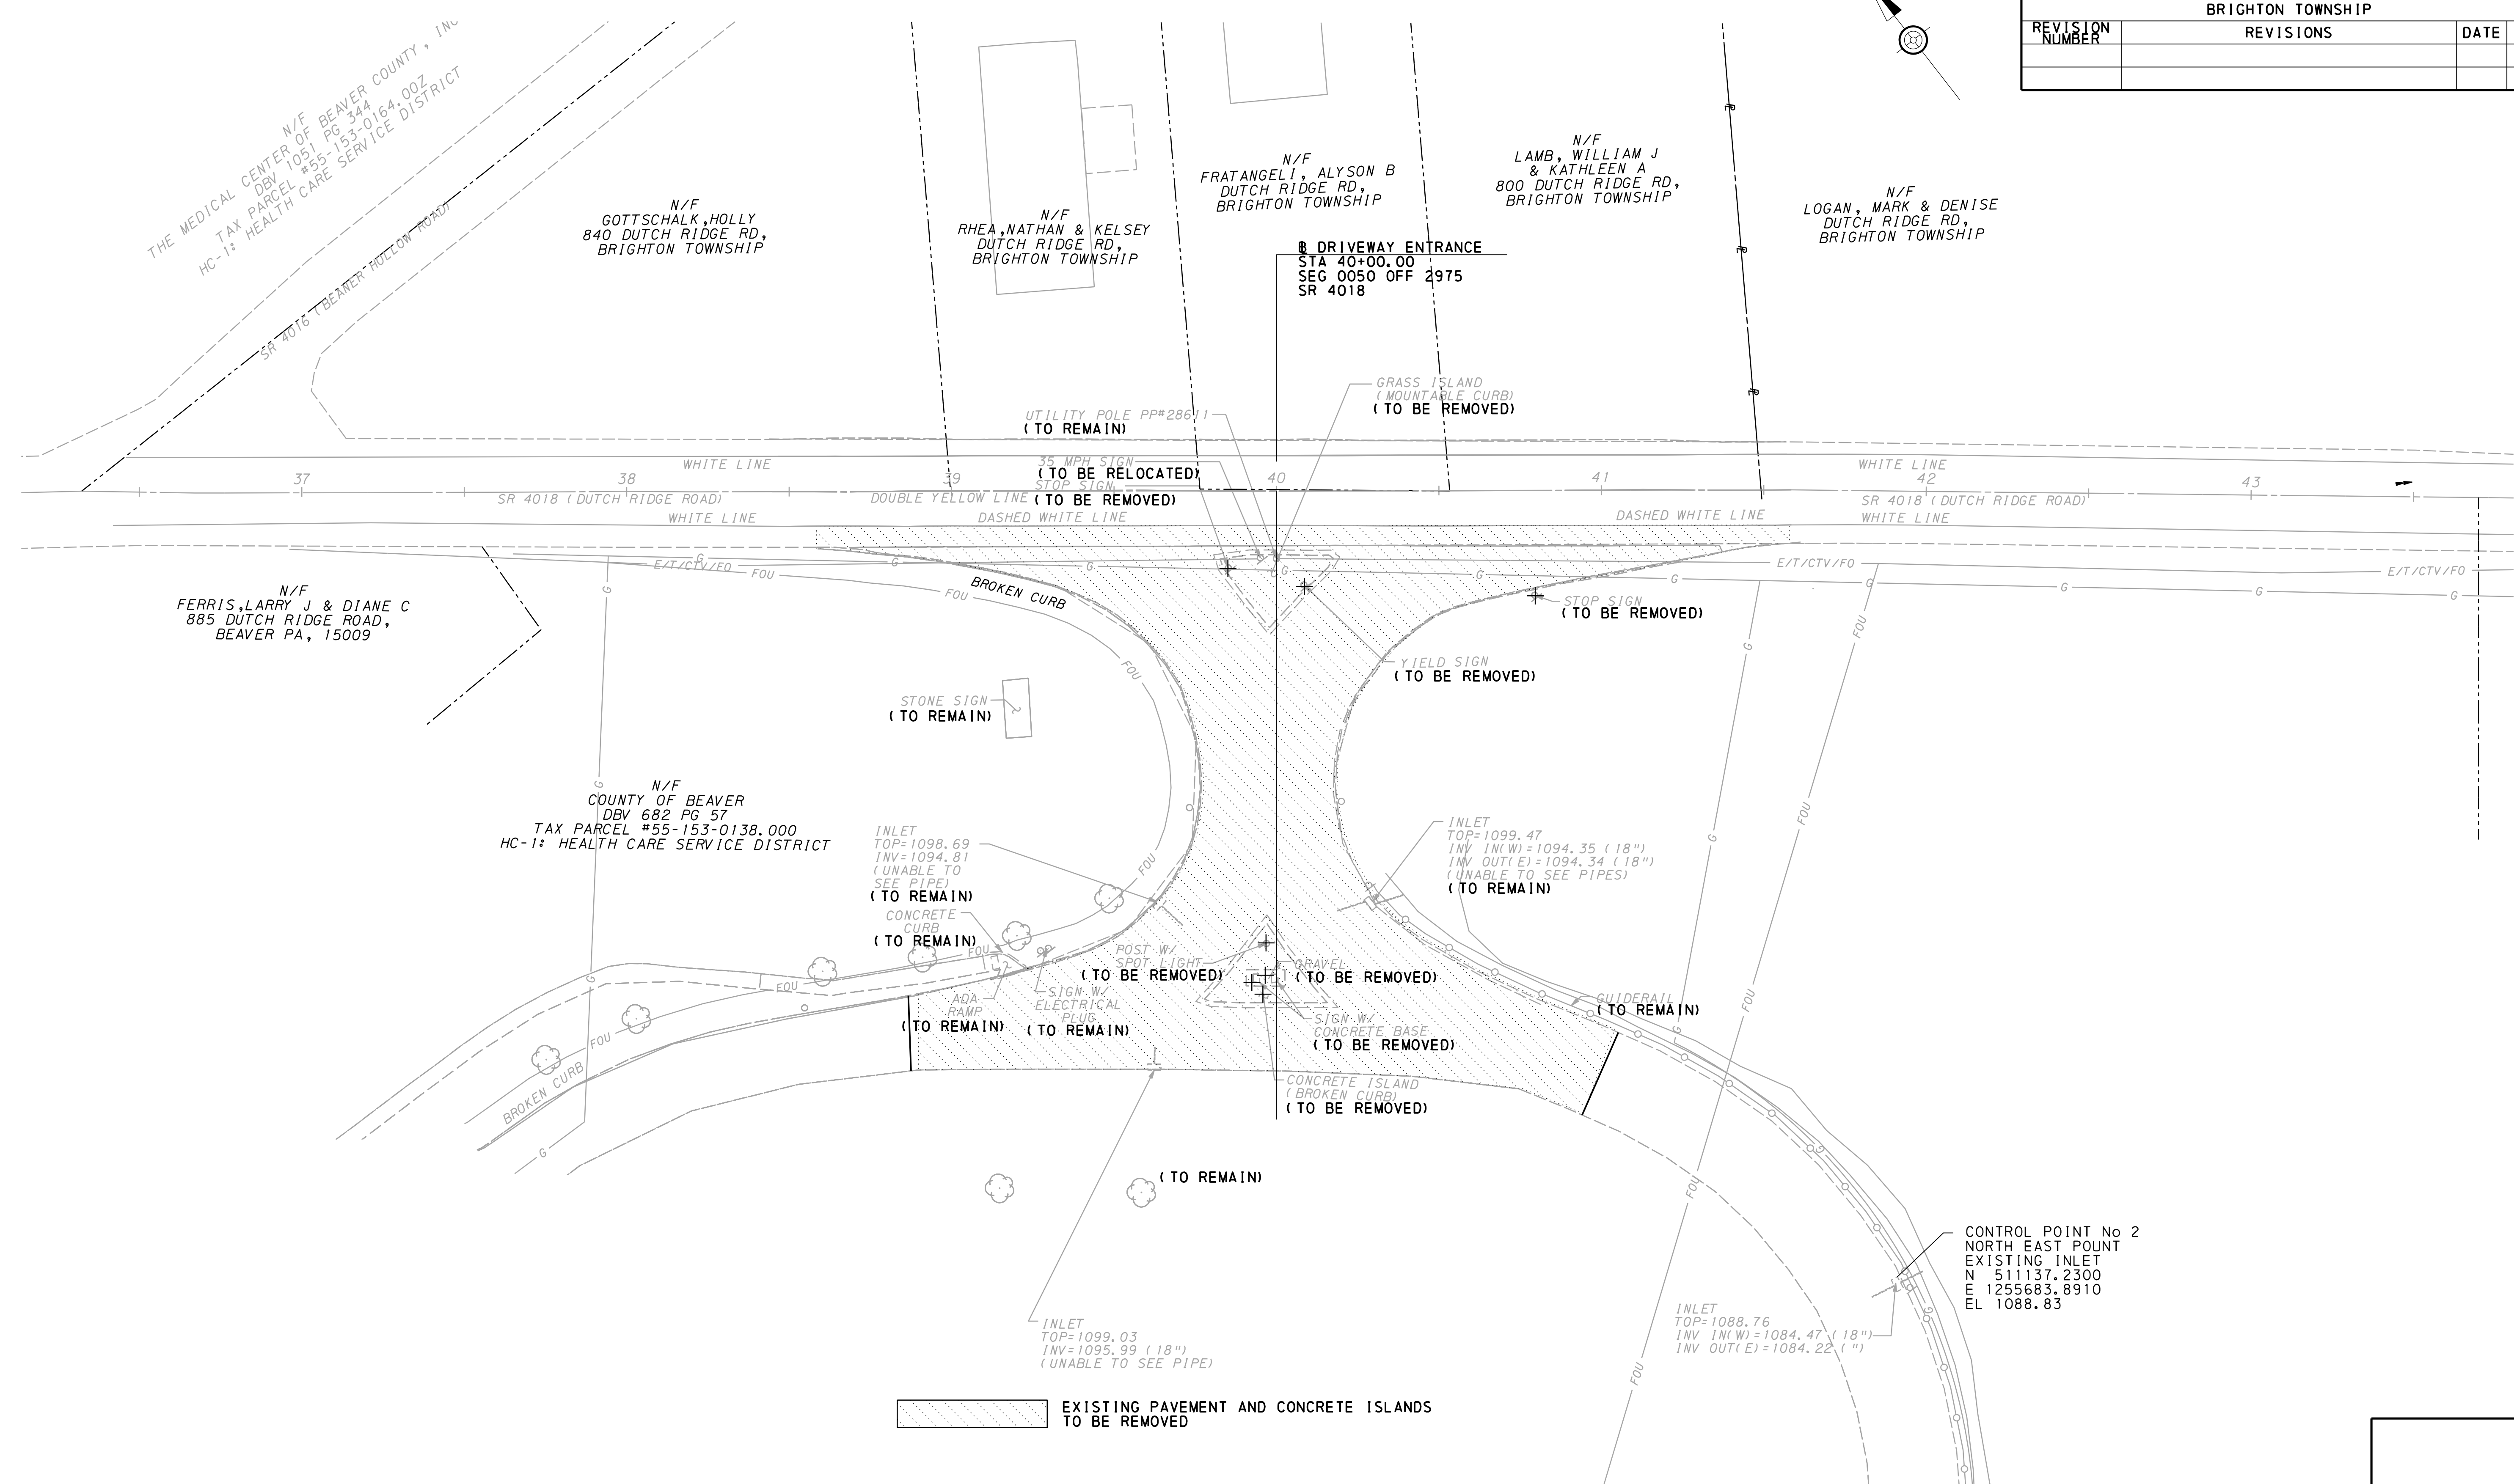 BRIGHTON TOWNSHIP
REVISION NUMBER
REVISIONS
DATE
N/F
THE MEDICAL CENTER OF BEAVER COUNTY, INC
DBV 1051 PG 344
TAX PARCEL #55-153-0164.00Z
HC-1: HEALTH CARE SERVICE DISTRICT
SR 4016 (BEANER HOLLOW ROAD)
N/F
GOTTSCHALK,HOLLY
840 DUTCH RIDGE RD,
BRIGHTON TOWNSHIP
N/F
RHEA,NATHAN & KELSEY
DUTCH RIDGE RD,
BRIGHTON TOWNSHIP
N/F
FRATANGELI, ALYSON B
DUTCH RIDGE RD,
BRIGHTON TOWNSHIP
N/F
LAMB, WILLIAM J
& KATHLEEN A
800 DUTCH RIDGE RD,
BRIGHTON TOWNSHIP
N/F
LOGAN, MARK & DENISE
DUTCH RIDGE RD,
BRIGHTON TOWNSHIP
DRIVEWAY ENTRANCE
STA 40+00.00
SEG 0050 OFF 2975
SR 4018
GRASS ISLAND
(MOUNTABLE CURB)
(TO BE REMOVED)
UTILITY POLE PP#28611
(TO REMAIN)
35 MPH SIGN
(TO BE RELOCATED)
STOP SIGN
(TO BE REMOVED)
WHITE LINE
WHITE LINE
37
38
39
40
41
42
43
SR 4018 (DUTCH RIDGE ROAD)
DOUBLE YELLOW LINE
SR 4018 (DUTCH RIDGE ROAD)
WHITE LINE
DASHED WHITE LINE
DASHED WHITE LINE
WHITE LINE
G
E/T/CTV/FO
FOU
G
G
G
G
E/T/CTV/FO
G
G
E/T/CTV/FO
G
G
BROKEN CURB
FOU
FOU
N/F
FERRIS,LARRY J & DIANE C
885 DUTCH RIDGE ROAD,
BEAVER PA, 15009
STOP SIGN
(TO BE REMOVED)
YIELD SIGN
(TO BE REMOVED)
STONE SIGN
(TO REMAIN)
G
G
FOU
G
FOU
G
N/F
COUNTY OF BEAVER
DBV 682 PG 57
TAX PARCEL #55-153-0138.000
HC-1: HEALTH CARE SERVICE DISTRICT
INLET
TOP=1098.69
INV=1094.81
(UNABLE TO
SEE PIPE)
(TO REMAIN)
INLET
TOP=1099.47
INV IN(W)=1094.35 (18")
INV OUT(E)=1094.34 (18")
(UNABLE TO SEE PIPES)
(TO REMAIN)
FOU
CONCRETE
CURB
(TO REMAIN)
FOU
POST W/
SPOT LIGHT
(TO BE REMOVED)
GRAVEL
(TO BE REMOVED)
G
FOU
FOU
BROKEN CURB
G
ADA
RAMP
(TO REMAIN)
SIGN W/
ELECTRICAL
PLUG
(TO REMAIN)
SIGN W/
CONCRETE BASE
(TO BE REMOVED)
GUIDERAIL
(TO REMAIN)
G
FOU
CONCRETE ISLAND
(BROKEN CURB)
(TO BE REMOVED)
G
(TO REMAIN)
FOU
CONTROL POINT No 2
NORTH EAST POUNT
EXISTING INLET
N 511137.2300
E 1255683.8910
EL 1088.83
G
INLET
TOP=1088.76
INV IN(W)=1084.47 (18")
INV OUT(E)=1084.22 (")
INLET
TOP=1099.03
INV=1095.99 (18")
(UNABLE TO SEE PIPE)
FOU
EXISTING PAVEMENT AND CONCRETE ISLANDS
TO BE REMOVED